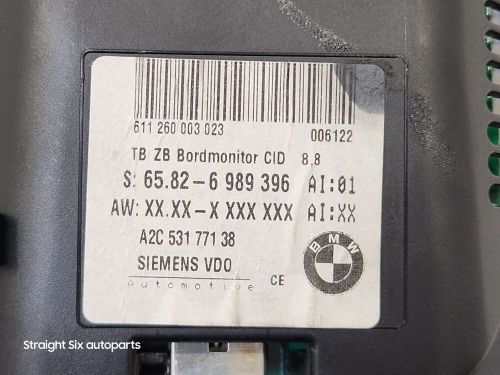 611 260 003 023
006122
TB ZB Bordmonitor CID 8,8
S: 65.82-6 989 396 AI:01
AW: XX.XX-X XXX XXX AI:XX
A2C 531 771 38
SIEMENS VDO
Automotive CE
BMW
Straight Six autoparts